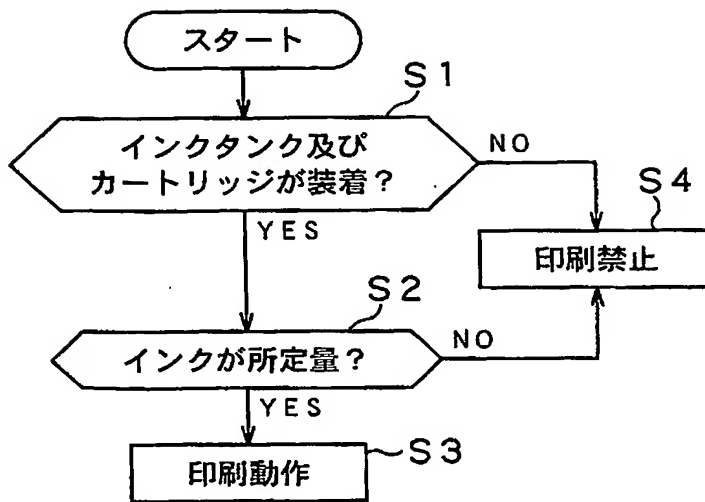 スタート
S1
インクタンク及び
カートリッジが装着?
NO
S4
YES
印刷禁止
S2
インクが所定量?
NO
YES
S3
印刷動作